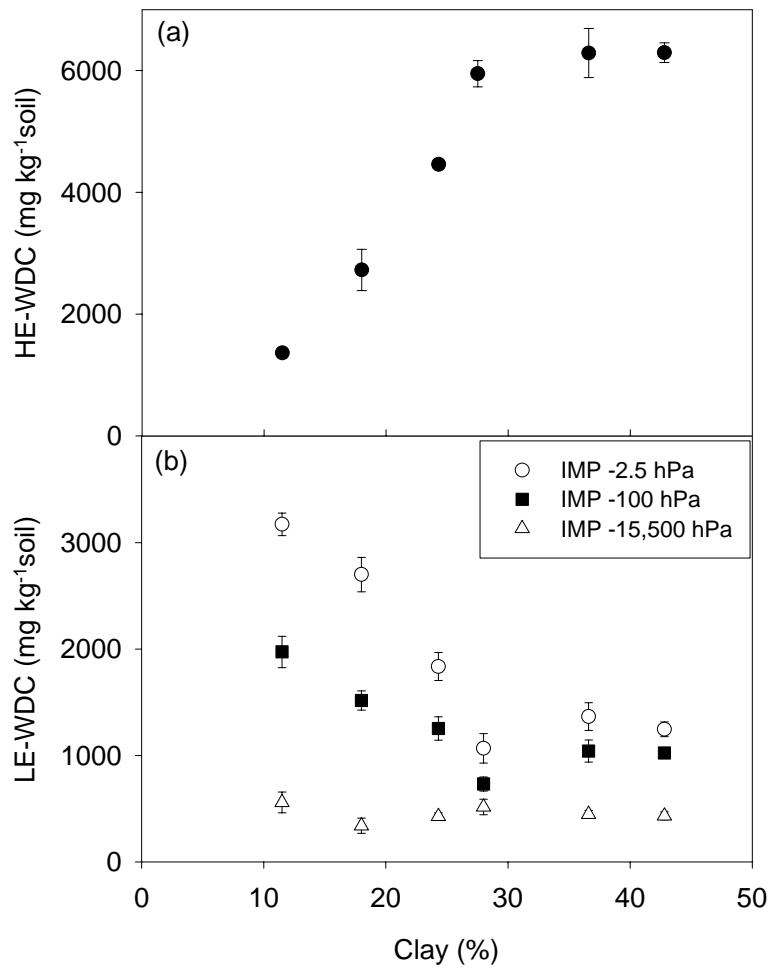 (a)
6000
4000
2000
0
HE-WDC (mg kg⁻¹soil)
(b)
IMP -2.5 hPa
IMP -100 hPa
IMP -15,500 hPa
3000
2000
1000
0
LE-WDC (mg kg⁻¹soil)
0 10 20 30 40 50
Clay (%)